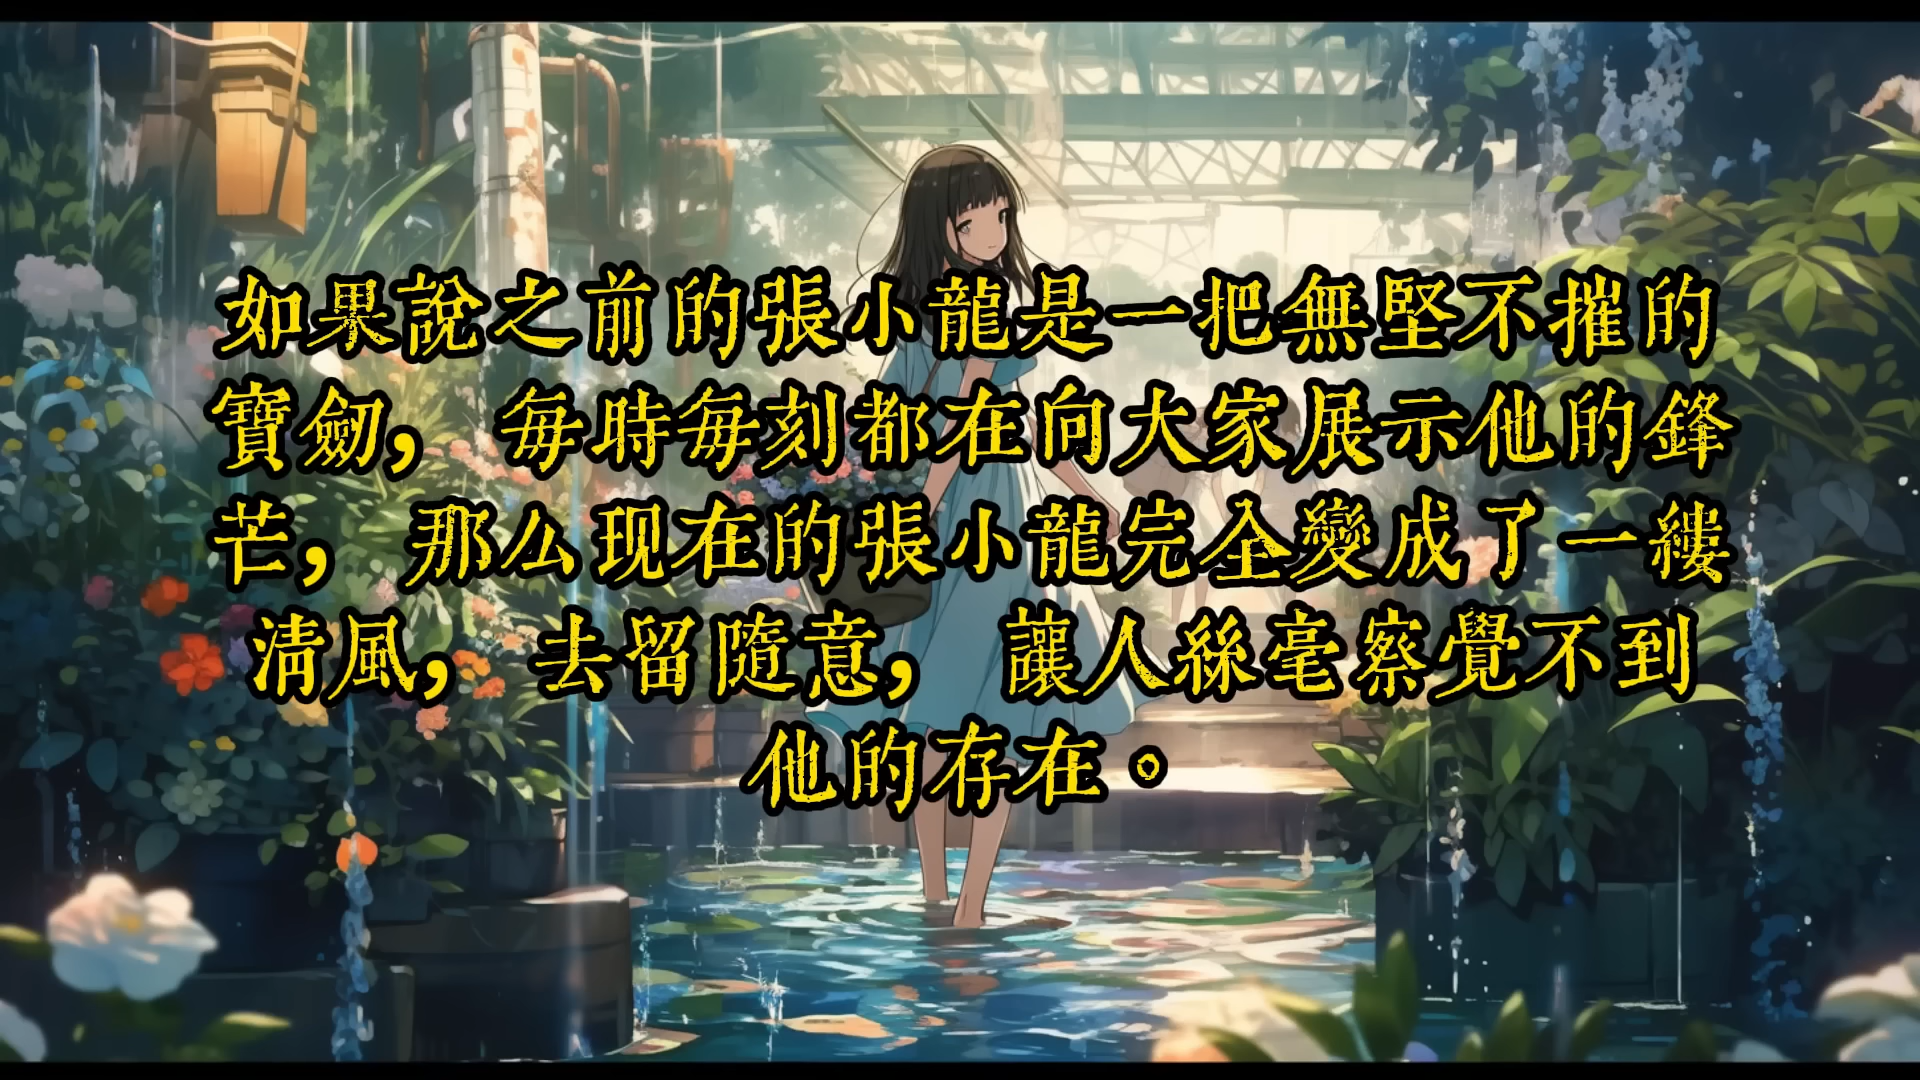 如果說之前的張小龍是一把無堅不摧的
寶劒，每時每刻都在向大家展示他的鋒
芒，那么现在的張小龍完全變成了一縷
清風，去留隨意，讓人絲毫察覺不到
他的存在。